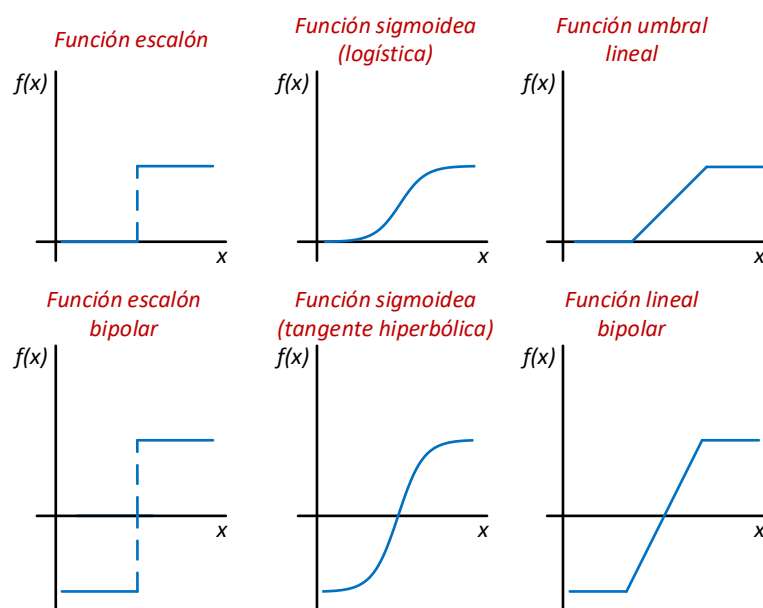 Función escalón
Función sigmoidea
(logística)
Función umbral
lineal
f(x)
x
f(x)
x
f(x)
x
Función escalón
bipolar
Función sigmoidea
(tangente hiperbólica)
Función lineal
bipolar
f(x)
x
f(x)
x
f(x)
x